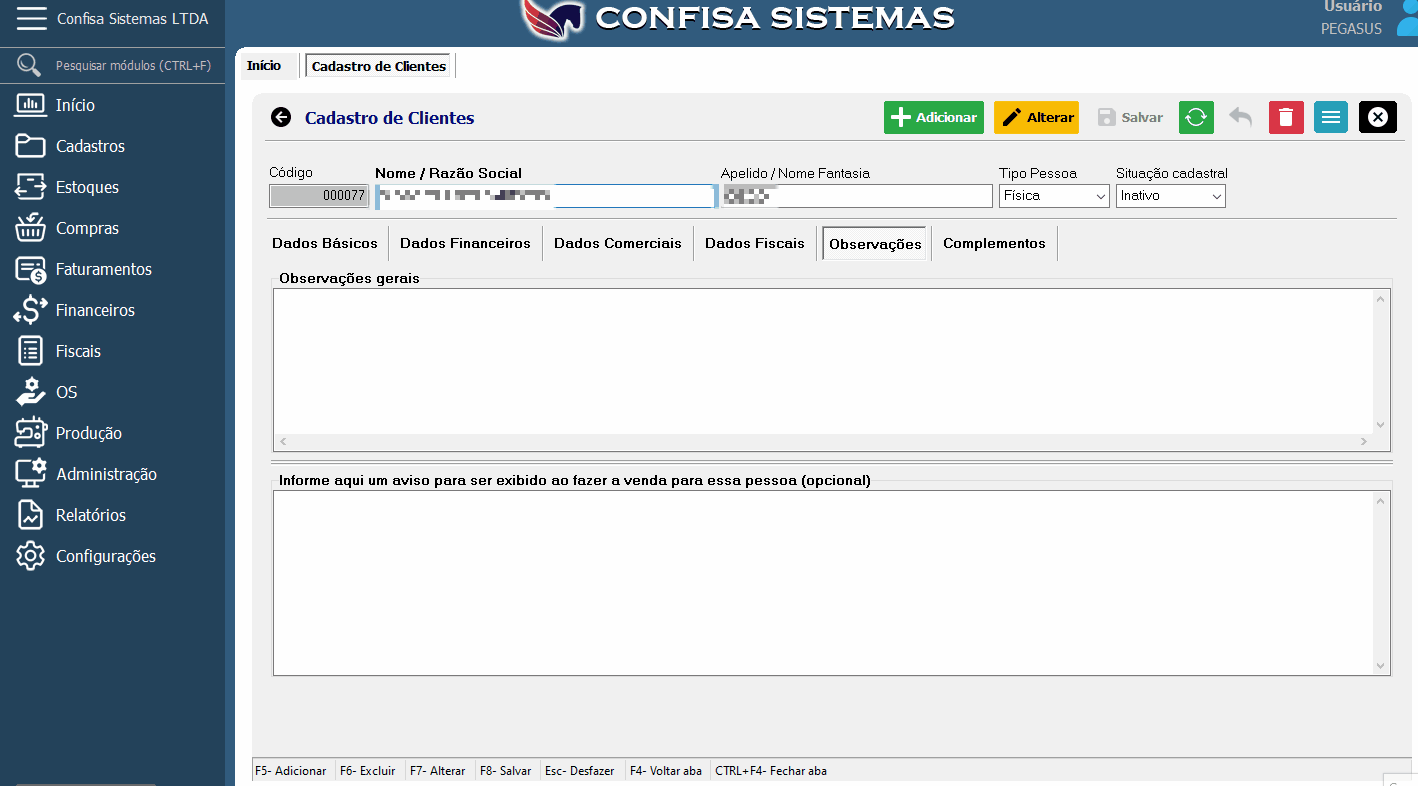 Confisa Sistemas LTDA
CONFISA SISTEMAS
Usuário
PEGASUS
Pesquisar módulos (CTRL+F)
Início
Cadastros
Estoques
Compras
Faturamentos
Financeiros
Fiscais
OS
Produção
Administração
Relatórios
Configurações
Início
Cadastro de Clientes
Cadastro de Clientes
Adicionar
Alterar
Salvar
Código
Nome / Razão Social
Apelido / Nome Fantasia
Tipo Pessoa
Situação cadastral
000077
Física
Inativo
Dados Básicos
Dados Financeiros
Dados Comerciais
Dados Fiscais
Observações
Complementos
Observações gerais
Informe aqui um aviso para ser exibido ao fazer a venda para essa pessoa (opcional)
F5- Adicionar
F6- Excluir
F7- Alterar
F8- Salvar
Esc- Desfazer
F4- Voltar aba
CTRL+F4- Fechar aba